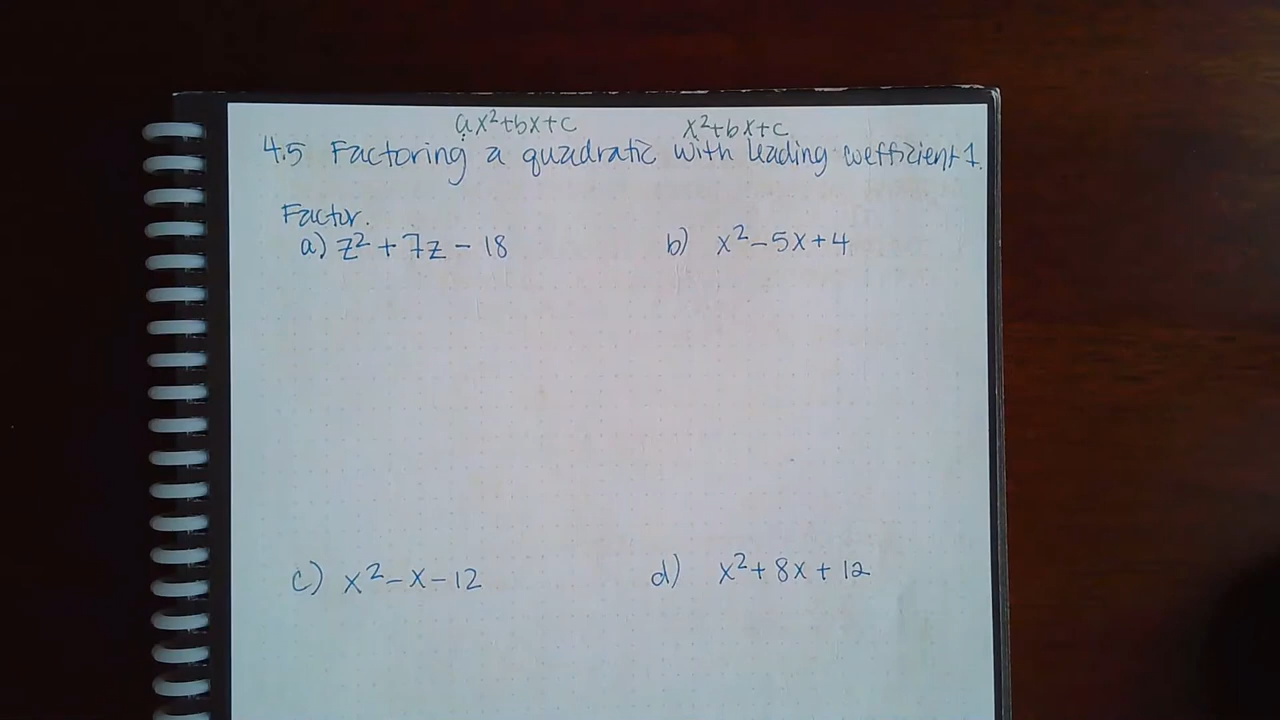 ax²+bx+c x²+bx+c
4.5 Factoring a quadratic with leading coefficient 1.
Factor.
a) z² + 7z - 18 b) x² - 5x + 4
c) x² - x - 12 d) x² + 8x + 12